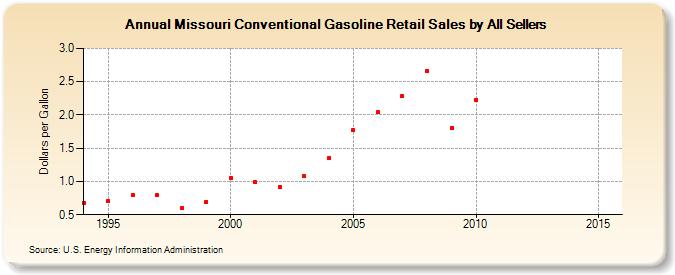 Annual Missouri Conventional Gasoline Retail Sales by All Sellers
Dollars per Gallon
3.0
2.5
2.0
1.5
1.0
0.5
1995 2000 2005 2010 2015
Source: U.S. Energy Information Administration